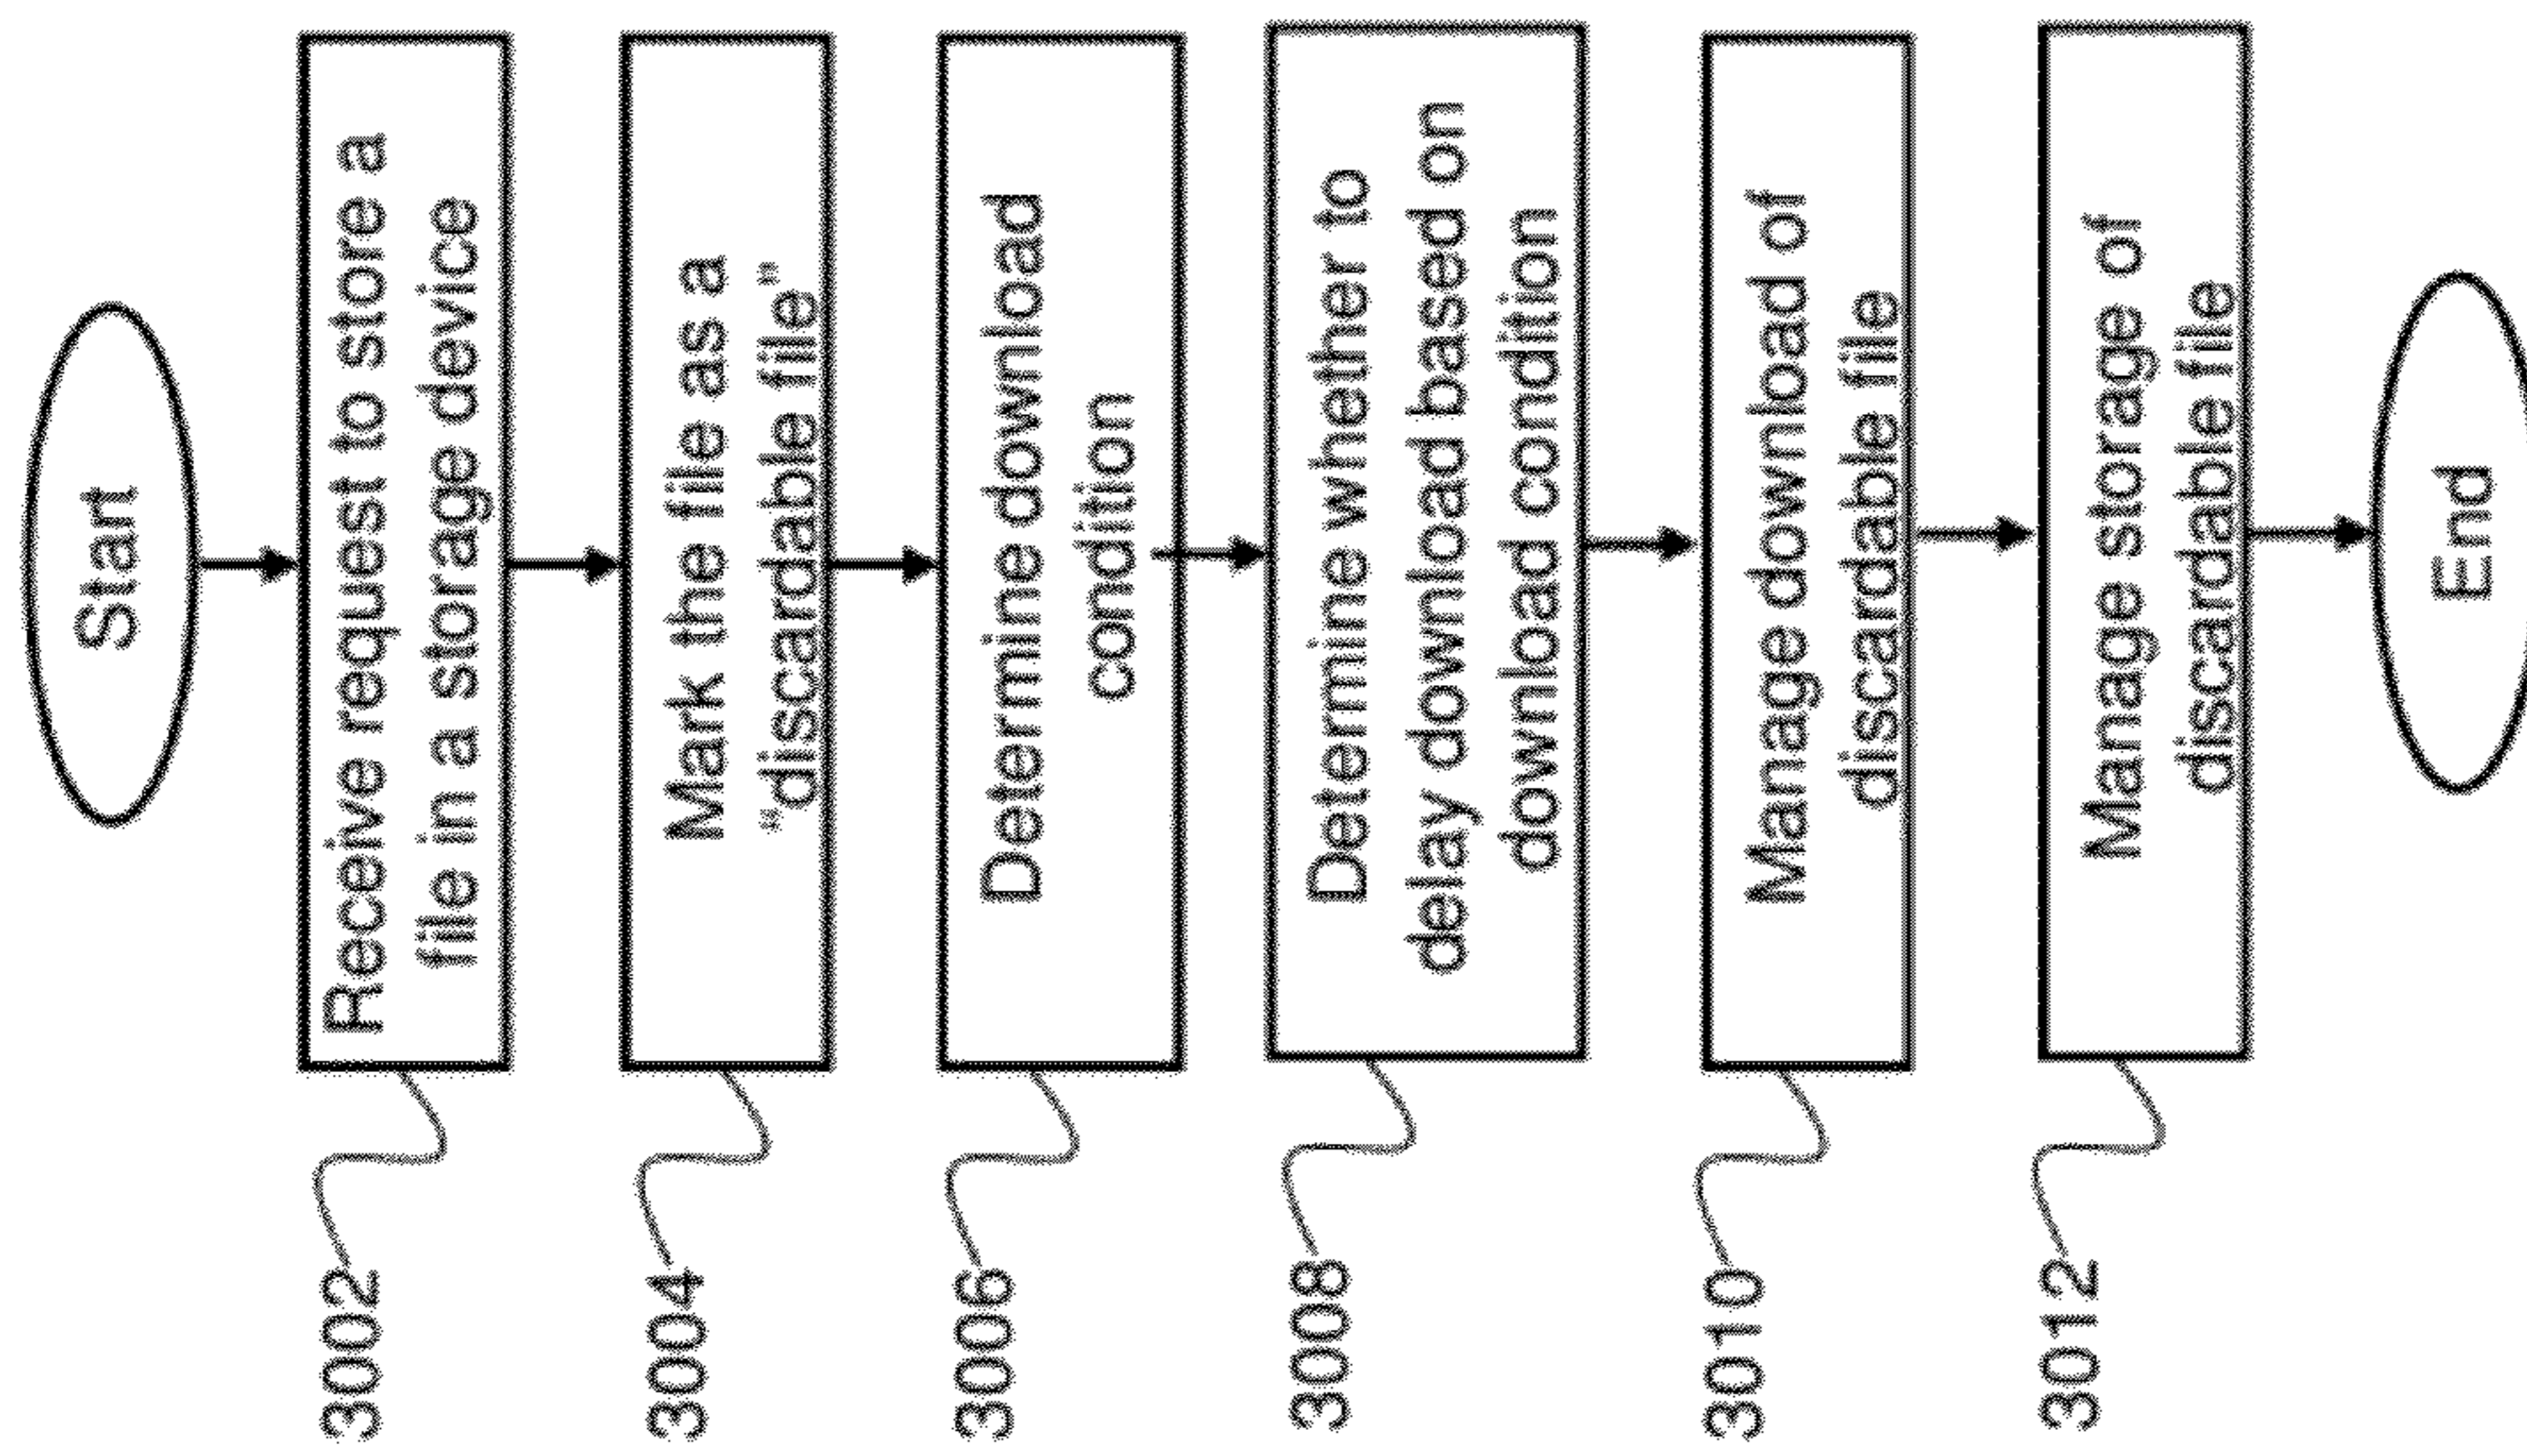 Start
3002
Receive request to store a
file in a storage device
3004
Mark the file as a
“discardable file”
3006
Determine download
condition
3008
Determine whether to
delay download based on
download condition
3010
Manage download of
discardable file
3012
Manage storage of
discardable file
End